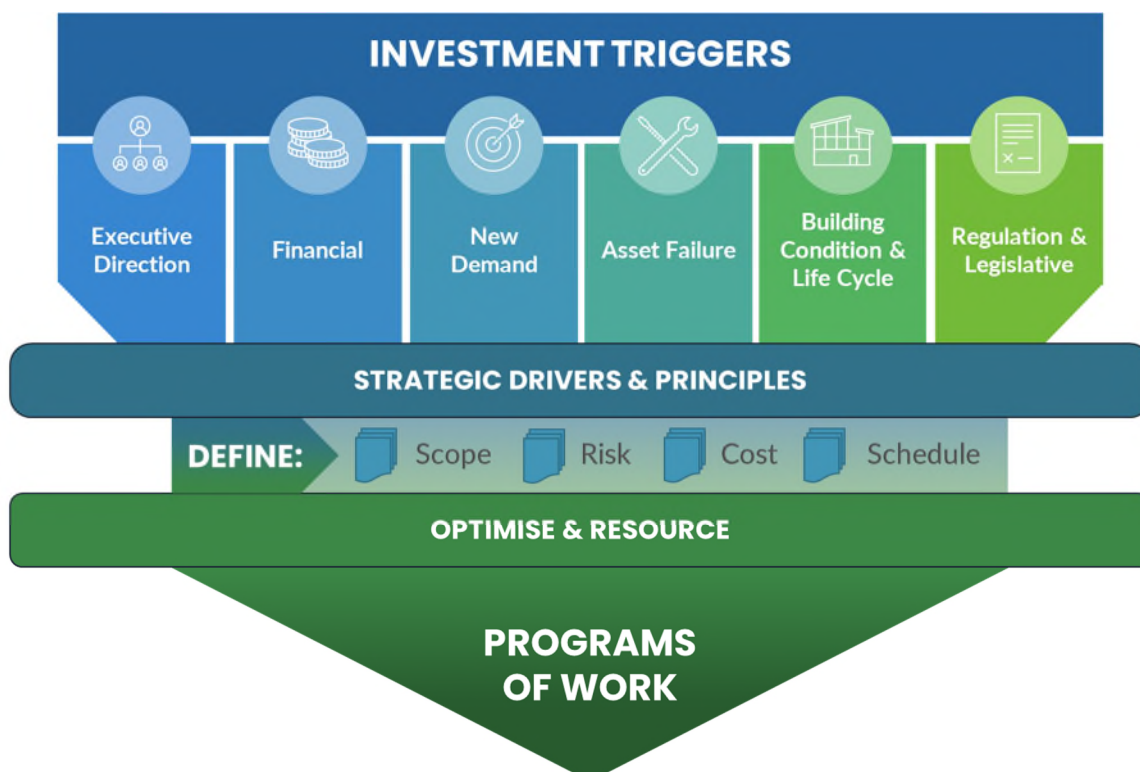 INVESTMENT TRIGGERS
Executive
Direction
Financial
New
Demand
Asset Failure
Building
Condition &
Life Cycle
Regulation &
Legislative
STRATEGIC DRIVERS & PRINCIPLES
DEFINE: Scope Risk Cost Schedule
OPTIMISE & RESOURCE
PROGRAMS
OF WORK